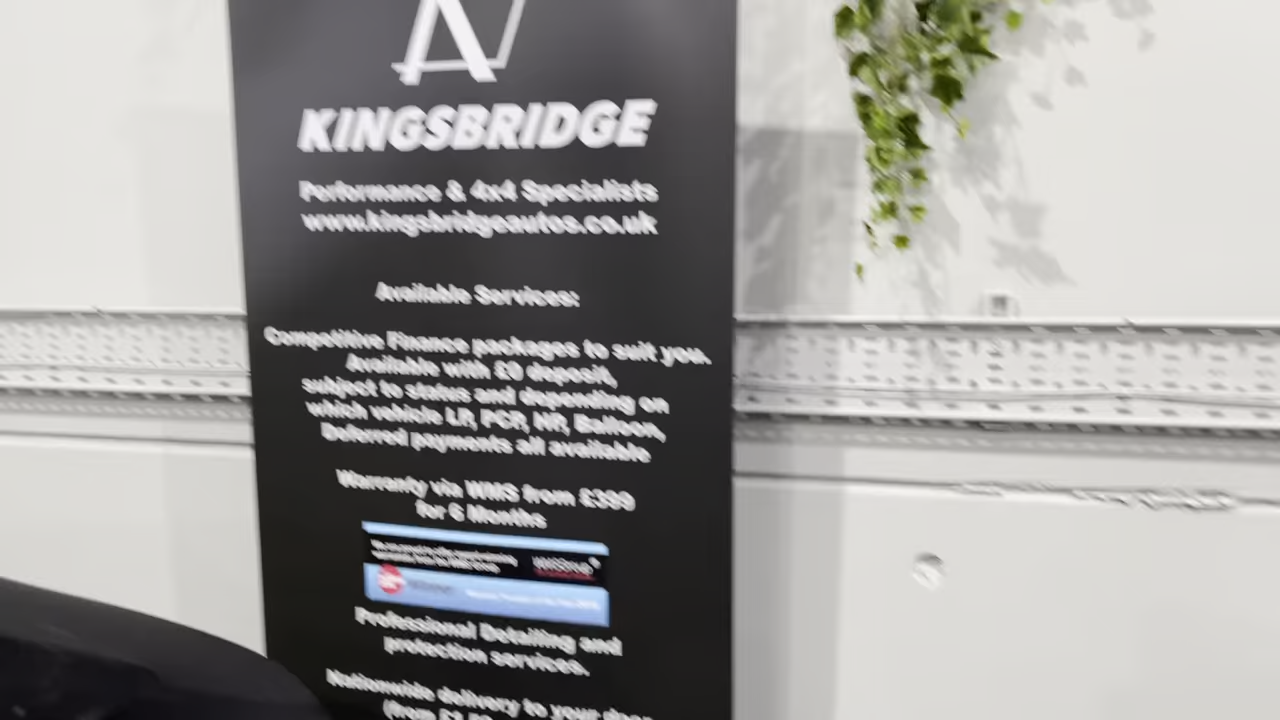 KINGSBRIDGE
Performance & 4x4 Specialists
www.kingsbridgeautos.co.uk
Available Services:
Competitive Finance packages to suit you.
Available with £0 deposit,
subject to status and depending on
which vehicle LP, PCP, HP, Balloon,
Deferred payments all available
Warranty via WMS from £399
for 6 Months
Professional Detailing and
protection services.
Nationwide delivery to your door
(from